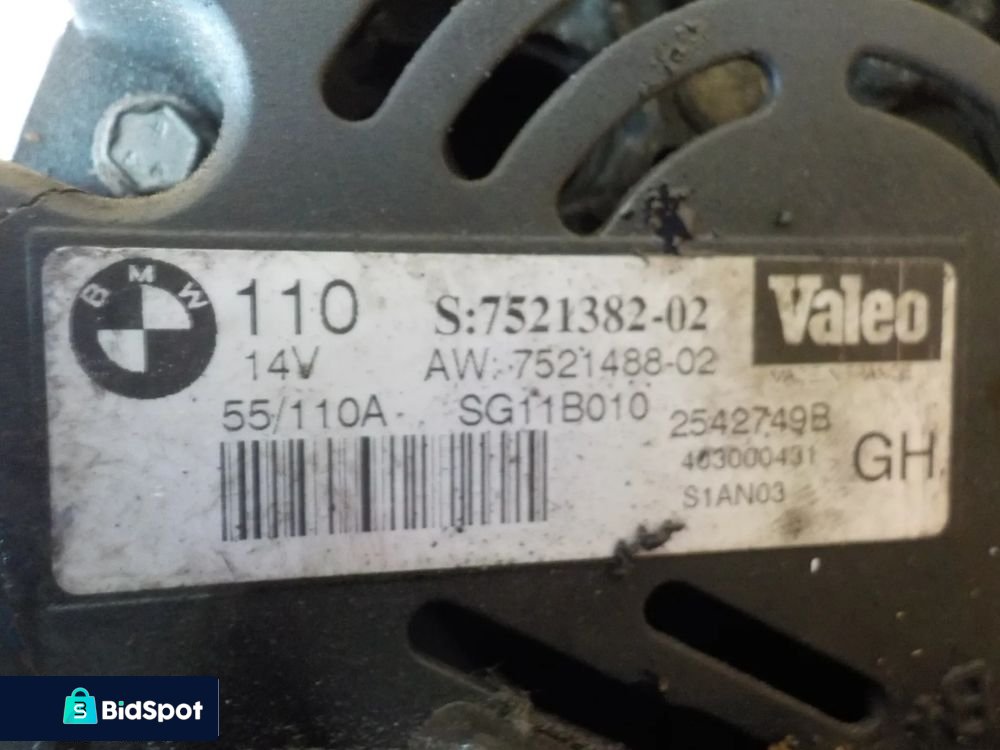 BMW
110
S:7521382-02
Valeo
14V
AW: 7521488-02
55/110A
SG11B010
2542749B
463000431
GH
S1AN03
BidSpot